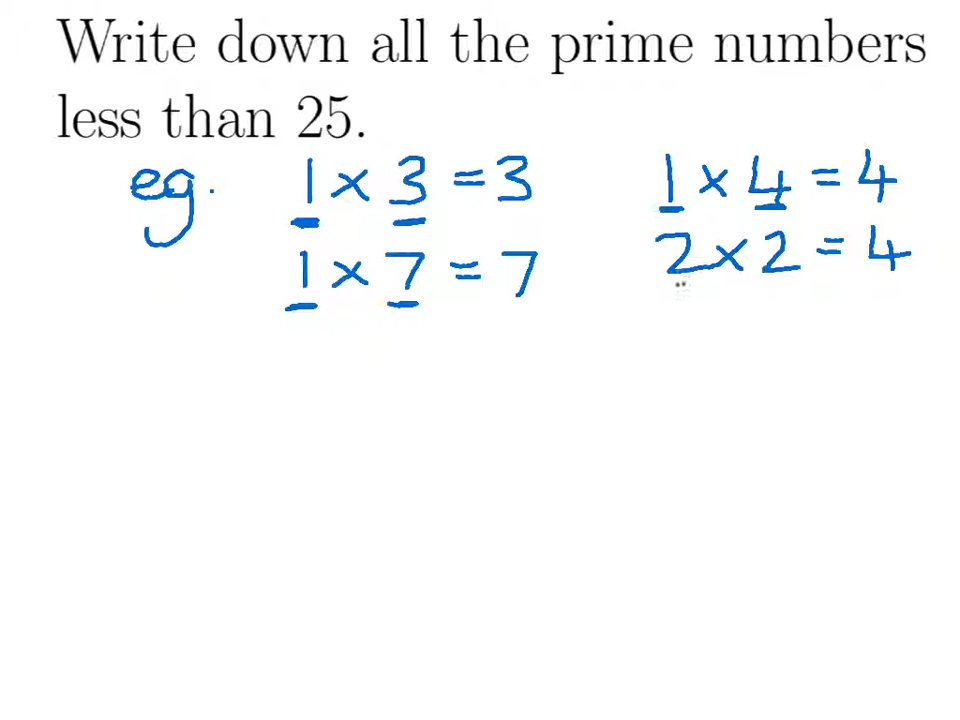 Write down all the prime numbers
less than 25.
eg. 1 × 3 = 3 1 × 4 = 4
1 × 7 = 7 2 × 2 = 4